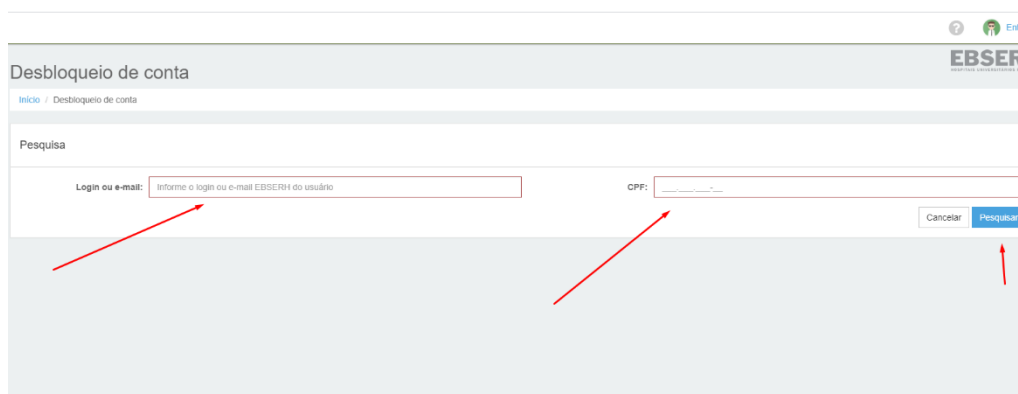 Desbloqueio de conta
Início / Desbloqueio de conta
Pesquisa
Login ou e-mail: Informe o login ou e-mail EBSERH do usuário CPF: ___.___.___-__
Cancelar Pesquisar